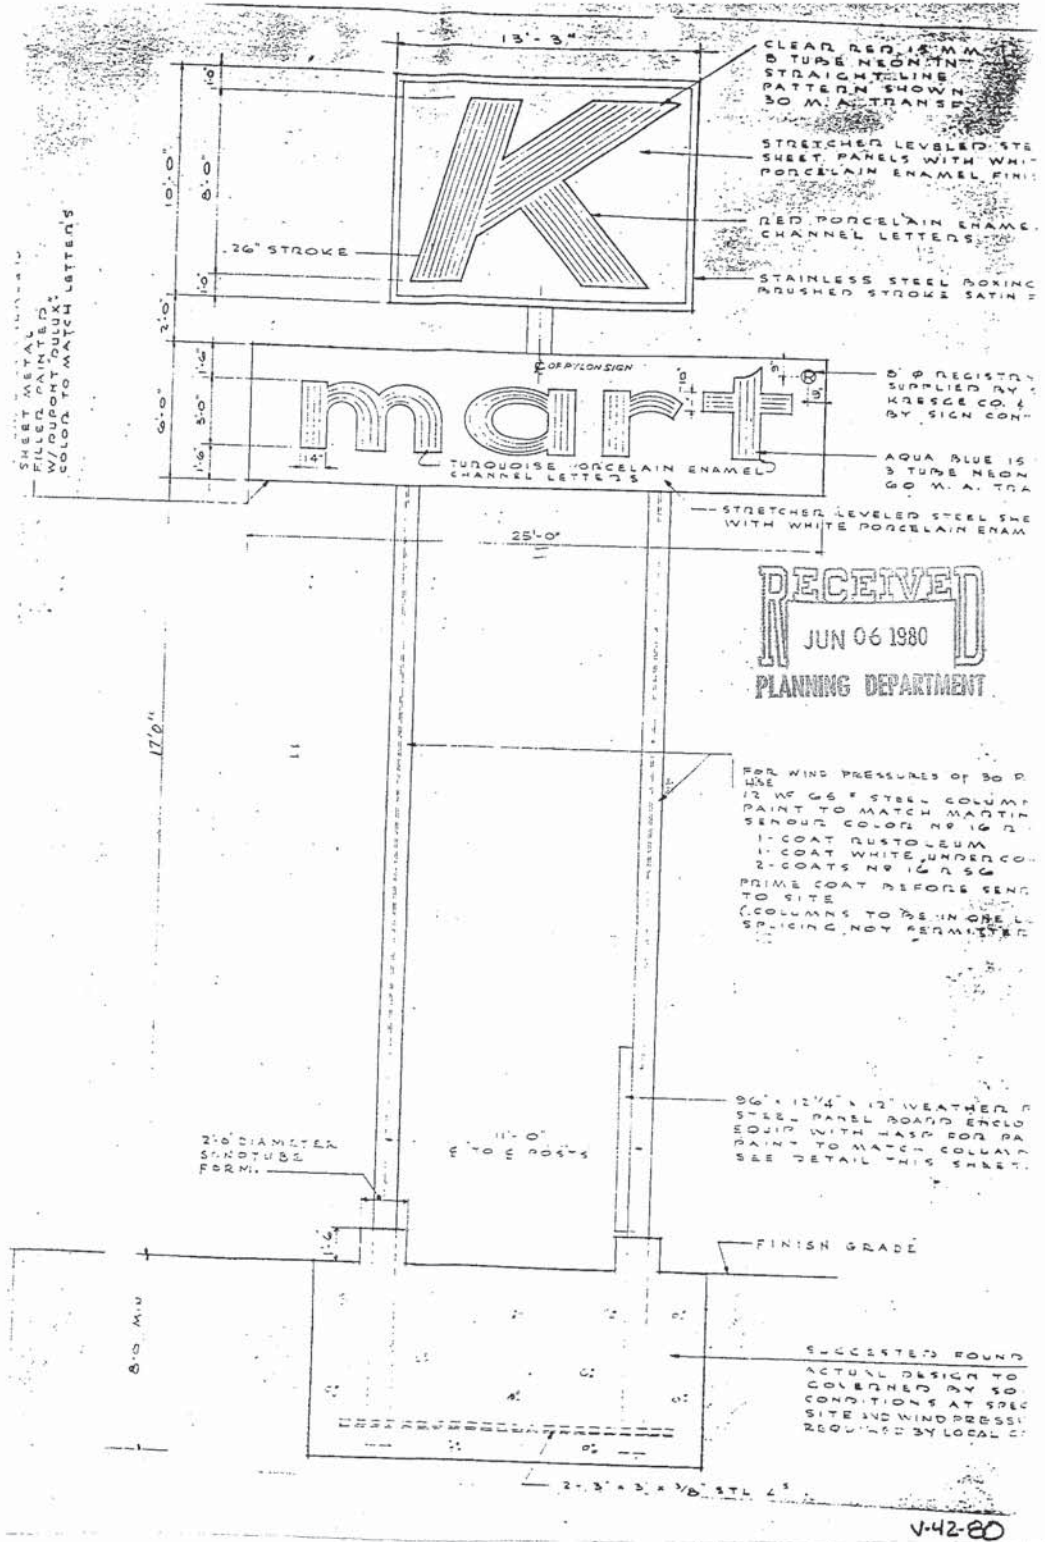 13'-3"
CLEAR RED 15 MM
8 TUBE NEON IN
STRAIGHT LINE
PATTERN SHOWN
30 M.A. TRANSF
STRETCHER LEVELED STE
SHEET PANELS WITH WHI
PORCELAIN ENAMEL FINI
RED PORCELAIN ENAME
CHANNEL LETTERS
STAINLESS STEEL BOXING
BRUSHED STROKE SATIN
1'-0"
10'-0"
8'-0"
1'-0"
2'-0"
K
26" STROKE
SHEET METAL
FILLER PAINTED
W/ DUPONT "DULUX"
COLOR TO MATCH LETTER'S
6'-0"
1'-6"
3'-0"
1'-6"
℄ OF PYLON SIGN
mart
®
10"
9"
14"
TURQUOISE PORCELAIN ENAMEL
CHANNEL LETTERS
8" Ø REGISTRY
SUPPLIED BY
KRESGE CO. &
BY SIGN CON
AQUA BLUE 15
3 TUBE NEON
60 M.A. TRA
STRETCHER LEVELED STEEL SHE
WITH WHITE PORCELAIN ENAM
25'-0"
RECEIVED
JUN 06 1980
PLANNING DEPARTMENT
17'0"
FOR WIND PRESSURES OF 30 P.
USE
12 WF 65 # STEEL COLUMN
PAINT TO MATCH MARTIN
SENOUR COLOR Nº 16 R
1-COAT RUSTOLEUM
1-COAT WHITE UNDERCO
2-COATS Nº 16 R 56
PRIME COAT BEFORE SEND
TO SITE
(COLUMNS TO BE IN ONE L
SPLICING NOT PERMITTED
96" x 12 1/4" x 12" WEATHER P
STEEL PANEL BOARD ENCLO
EQUIP WITH HASP FOR PA
PAINT TO MATCH COLUMN
SEE DETAIL THIS SHEET.
11'-0"
℄ TO ℄ POSTS
2'-6" DIAMETER
SONOTUBE
FORM.
1'-6"
FINISH GRADE
8'-0 MIN
SUGGESTED FOUND
ACTUAL DESIGN TO
GOVERNED BY SO
CONDITIONS AT SPEC
SITE AND WIND PRESSU
REQUIRED BY LOCAL C
2-3" x 3" x 3/8" STL ∠S
V-42-80